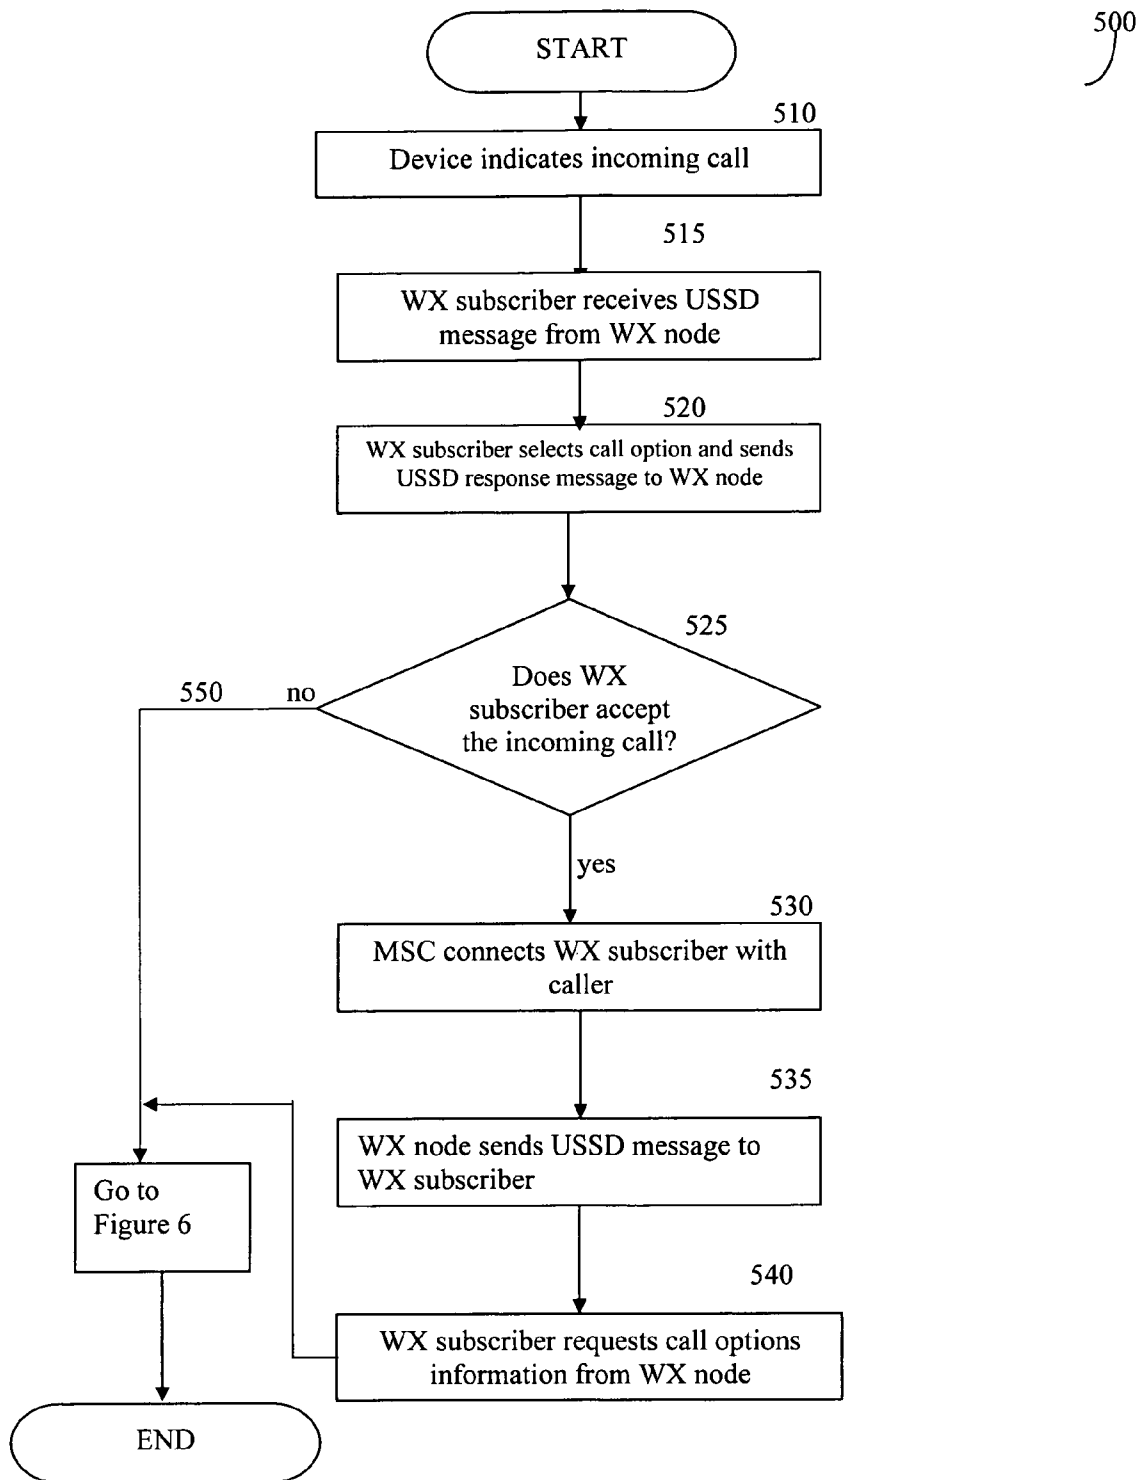 500
START
510
Device indicates incoming call
515
WX subscriber receives USSD
message from WX node
520
WX subscriber selects call option and sends
USSD response message to WX node
525
Does WX
subscriber accept
the incoming call?
550
no
yes
530
MSC connects WX subscriber with
caller
535
WX node sends USSD message to
WX subscriber
Go to
Figure 6
540
WX subscriber requests call options
information from WX node
END